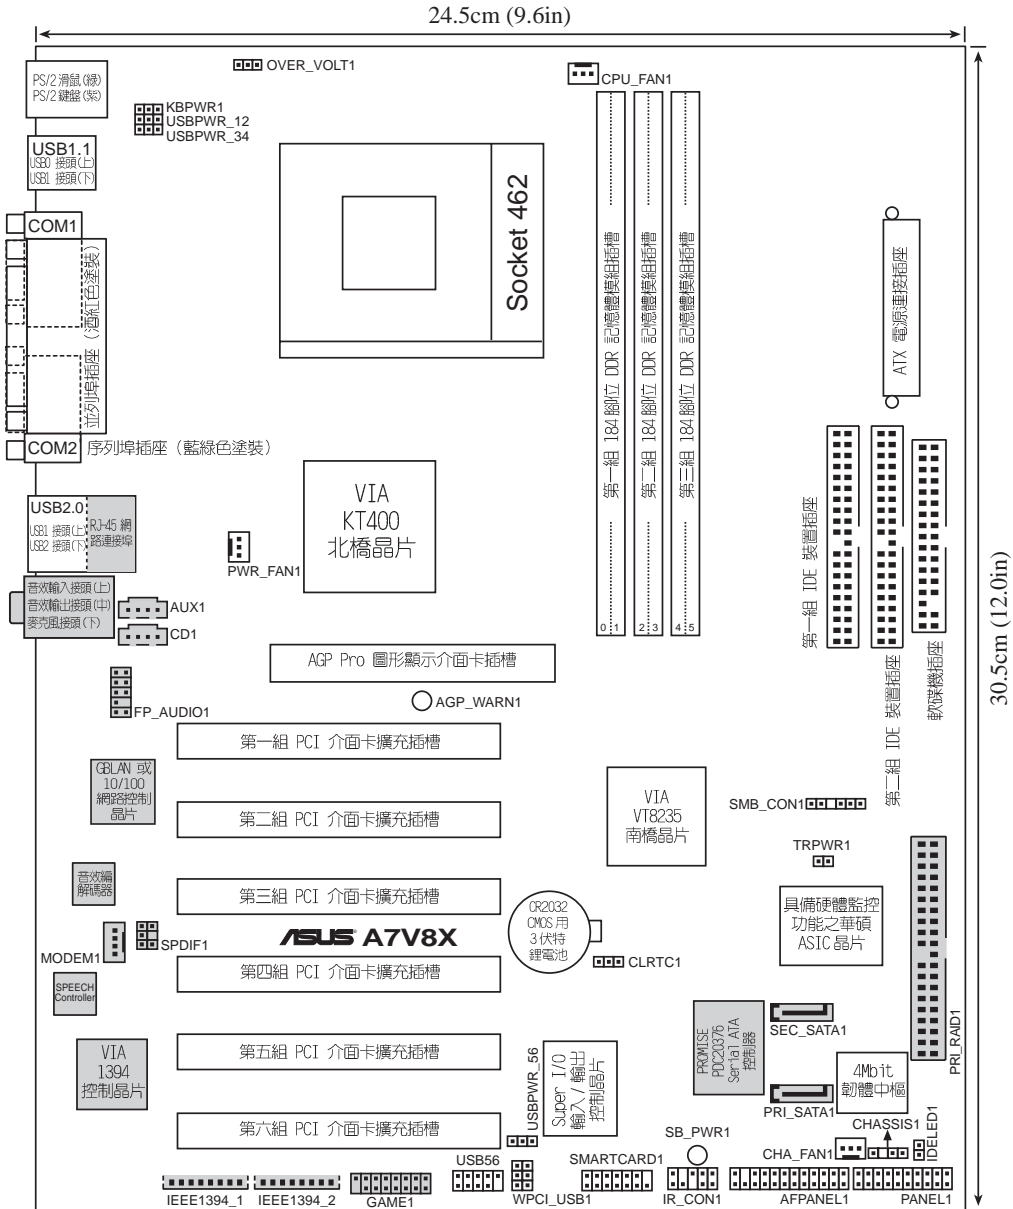 24.5cm (9.6in)
OVER_VOLT1
CPU_FAN1
PS/2 滑鼠(綠)
PS/2 鍵盤(紫)
KBPWR1
USBPWR_12
USBPWR_34
USB1.1
USB0 接頭(上)
USB1 接頭(下)
Socket 462
COM1
並列埠插座(酒紅色塗裝)
COM2
序列埠插座(藍綠色塗裝)
第一組 184 腳位 DDR 記憶體模組插槽
第二組 184 腳位 DDR 記憶體模組插槽
第三組 184 腳位 DDR 記憶體模組插槽
0 1
2 3
4 5
ATX 電源連接插座
30.5cm (12.0in)
VIA
KT400
北橋晶片
USB2.0
USB1 接頭(上)
USB2 接頭(下)
RJ-45 網
路連接埠
PWR_FAN1
音效輸入接頭(上)
音效輸出接頭(中)
麥克風接頭(下)
AUX1
CD1
第一組 IDE 裝置插座
第二組 IDE 裝置插座
軟碟機插座
AGP Pro 圖形顯示介面卡插槽
AGP_WARN1
FP_AUDIO1
第一組 PCI 介面卡擴充插槽
GBLAN 或
10/100
網路控制
晶片
第二組 PCI 介面卡擴充插槽
VIA
VT8235
南橋晶片
SMB_CON1
TRPWR1
音效編
解碼器
第三組 PCI 介面卡擴充插槽
CR2032
CMOS 用
3 伏特
鋰電池
具備硬體監控
功能之華碩
ASIC 晶片
SPDIF1
MODEM1
ASUS A7V8X
CLRTC1
第四組 PCI 介面卡擴充插槽
SPEECH
Controller
PROMISE
PDC20376
Serial ATA
控制器
SEC_SATA1
PRI_RAID1
VIA
1394
控制晶片
第五組 PCI 介面卡擴充插槽
USBPWR_56
Super I/O
輸入/輸出
控制晶片
4Mbit
韌體中樞
PRI_SATA1
第六組 PCI 介面卡擴充插槽
SB_PWR1
CHASSIS1
CHA_FAN1
IDELED1
USB56
SMARTCARD1
IEEE1394_1
IEEE1394_2
GAME1
WPCI_USB1
IR_CON1
AFPANEL1
PANEL1